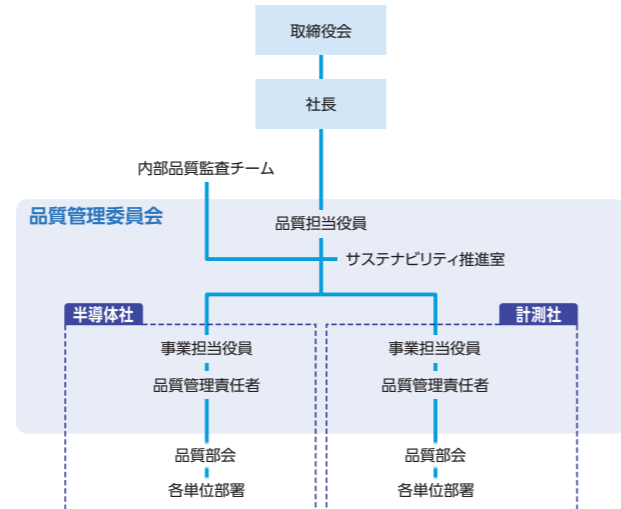 取締役会
社長
内部品質監査チーム
品質管理委員会
品質担当役員
サステナビリティ推進室
半導体社
計測社
事業担当役員
事業担当役員
品質管理責任者
品質管理責任者
品質部会
品質部会
各単位部署
各単位部署